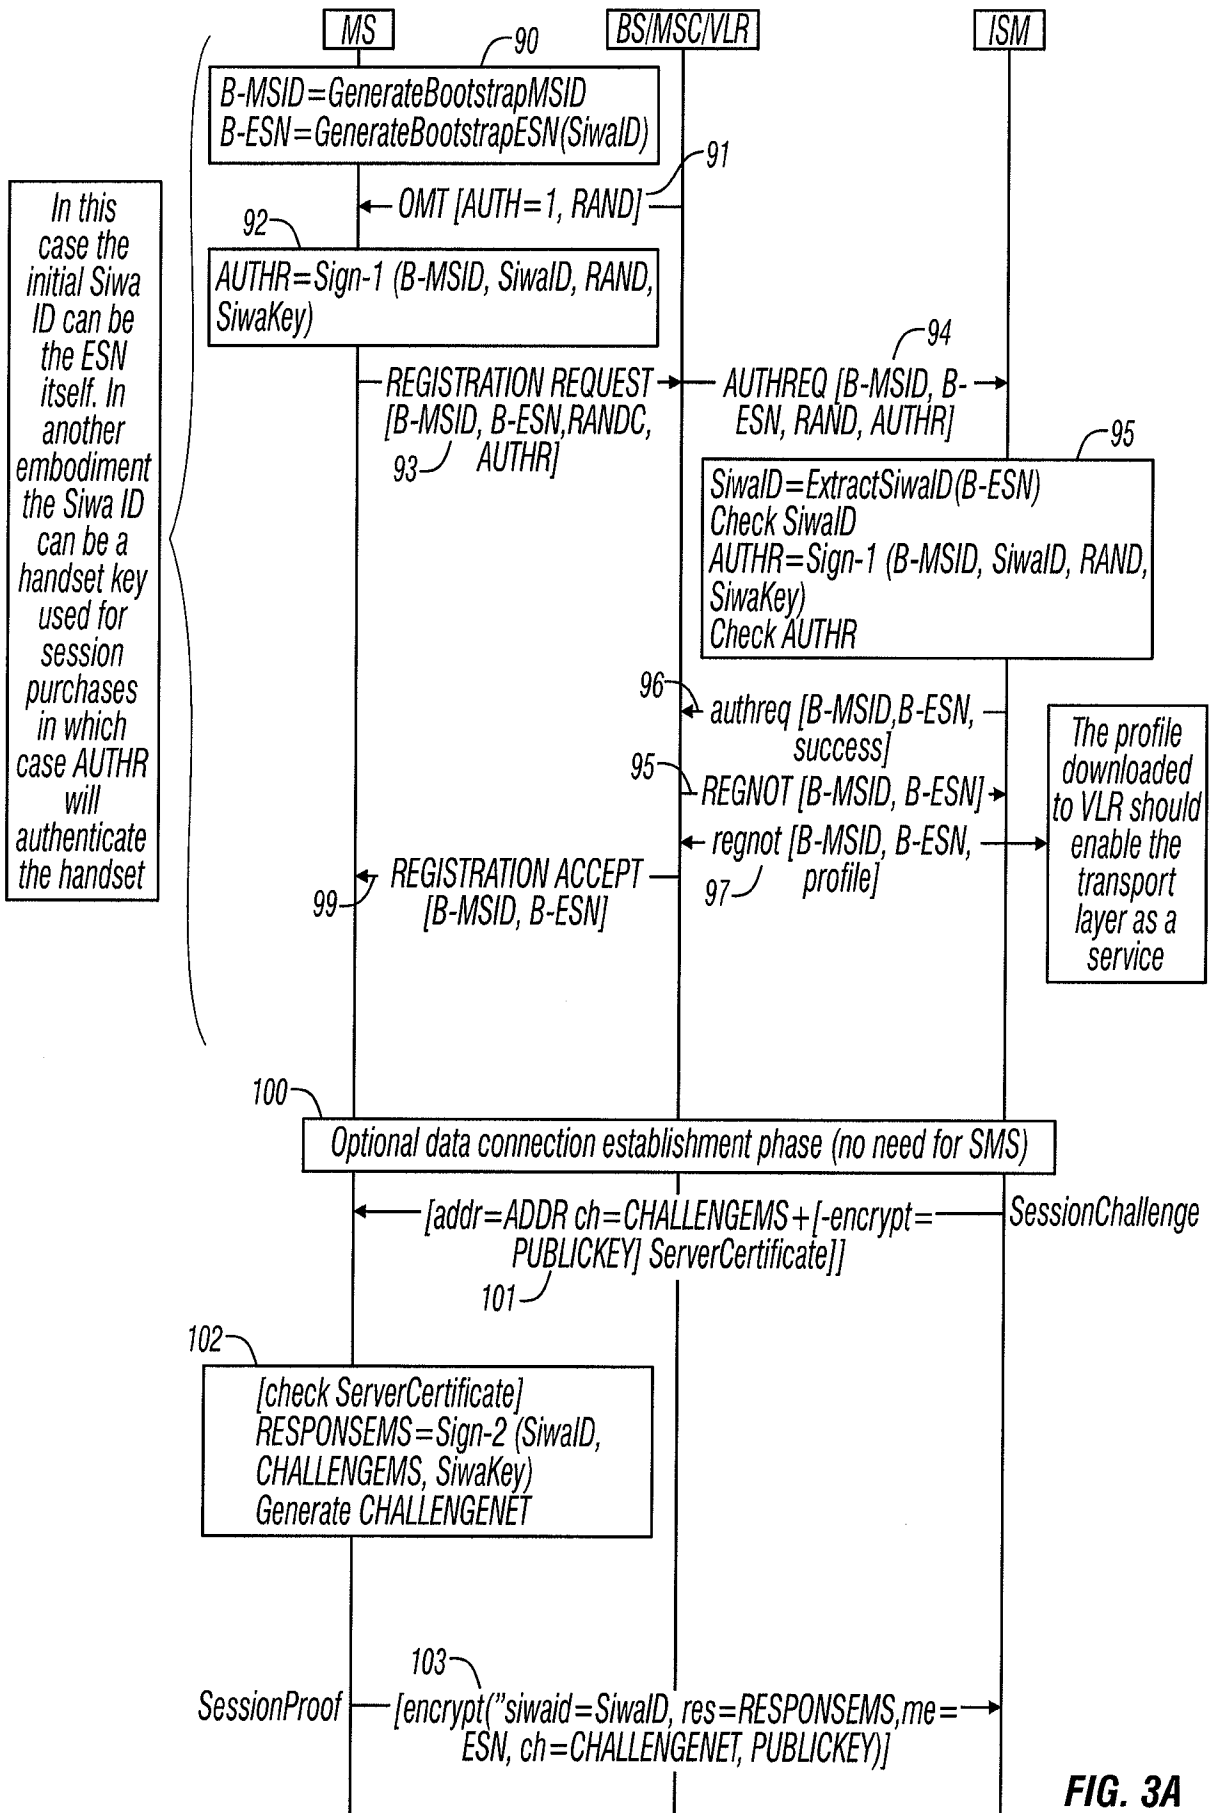 MS
BS/MSC/VLR
ISM
90
B-MSID=GenerateBootstrapMSID
B-ESN=GenerateBootstrapESN(SiwaID)
91
OMT [AUTH=1, RAND]
92
AUTHR=Sign-1 (B-MSID, SiwaID, RAND,
SiwaKey)
In this
case the
initial Siwa
ID can be
the ESN
itself. In
another
embodiment
the Siwa ID
can be a
handset key
used for
session
purchases
in which
case AUTHR
will
authenticate
the handset
REGISTRATION REQUEST
[B-MSID, B-ESN,RANDC,
AUTHR]
93
94
AUTHREQ [B-MSID, B-
ESN, RAND, AUTHR]
95
SiwaID=ExtractSiwaID(B-ESN)
Check SiwaID
AUTHR=Sign-1 (B-MSID, SiwaID, RAND,
SiwaKey)
Check AUTHR
96
authreq [B-MSID,B-ESN,
success]
95
REGNOT [B-MSID, B-ESN]
regnot [B-MSID, B-ESN,
profile]
97
The profile
downloaded
to VLR should
enable the
transport
layer as a
service
REGISTRATION ACCEPT
[B-MSID, B-ESN]
99
100
Optional data connection establishment phase (no need for SMS)
[addr=ADDR ch=CHALLENGEMS+[-encrypt=
PUBLICKEY] ServerCertificate]]
SessionChallenge
101
102
[check ServerCertificate]
RESPONSEMS=Sign-2 (SiwaID,
CHALLENGEMS, SiwaKey)
Generate CHALLENGENET
103
SessionProof
[encrypt("siwaid=SiwaID, res=RESPONSEMS,me=
ESN, ch=CHALLENGENET, PUBLICKEY)]
FIG. 3A